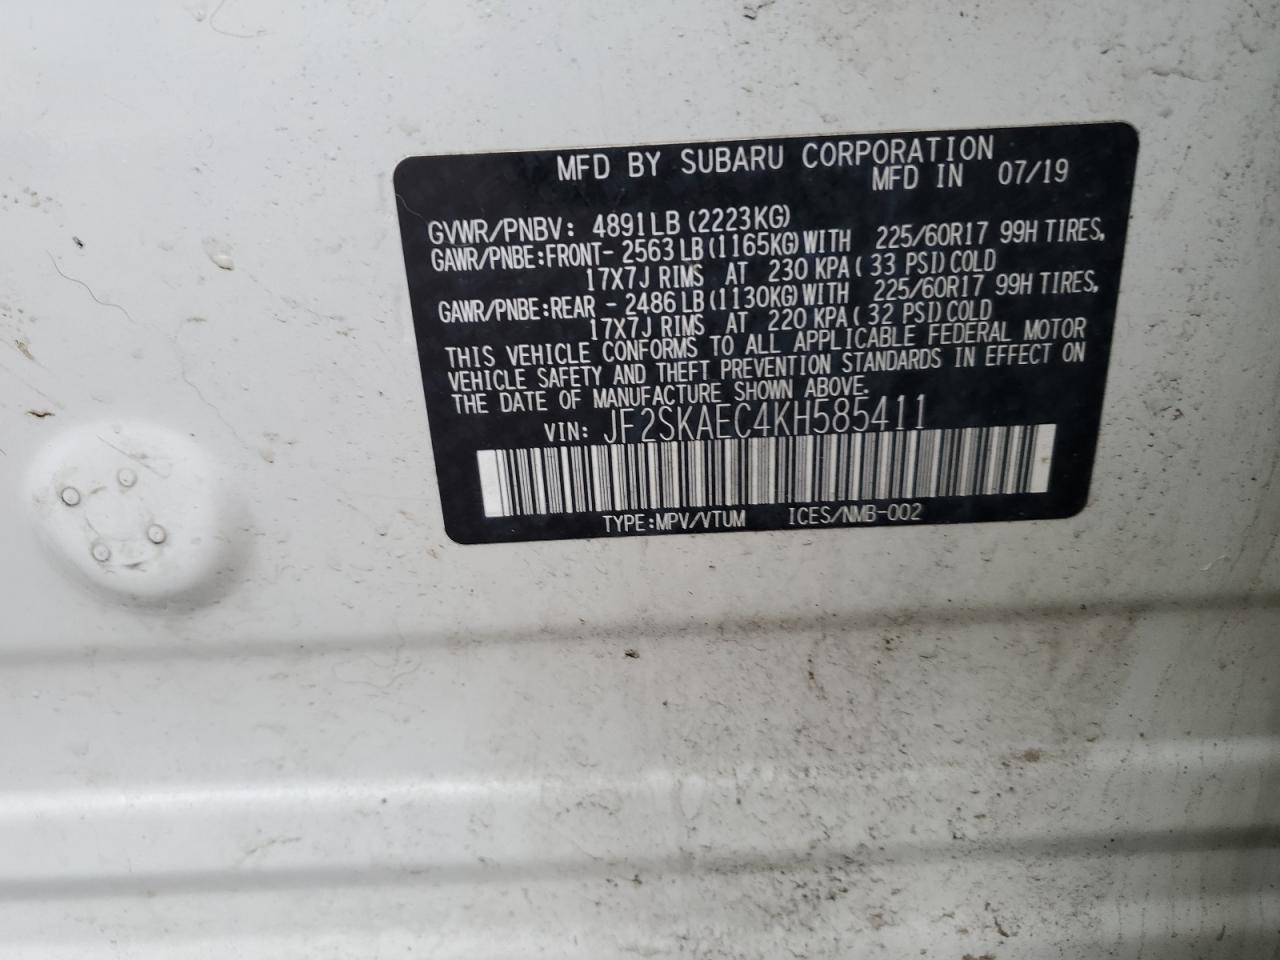 MFD BY SUBARU CORPORATION
MFD IN 07/19
GVWR/PNBV: 4891LB (2223KG)
GAWR/PNBE:FRONT- 2563 LB (1165KG) WITH 225/60R17 99H TIRES,
17X7J RIMS AT 230 KPA ( 33 PSI) COLD
GAWR/PNBE:REAR - 2486 LB (1130KG) WITH 225/60R17 99H TIRES,
17X7J RIMS AT 220 KPA ( 32 PSI) COLD
THIS VEHICLE CONFORMS TO ALL APPLICABLE FEDERAL MOTOR
VEHICLE SAFETY AND THEFT PREVENTION STANDARDS IN EFFECT ON
THE DATE OF MANUFACTURE SHOWN ABOVE.
VIN: JF2SKAEC4KH585411
TYPE:MPV/VTUM ICES/NMB-002